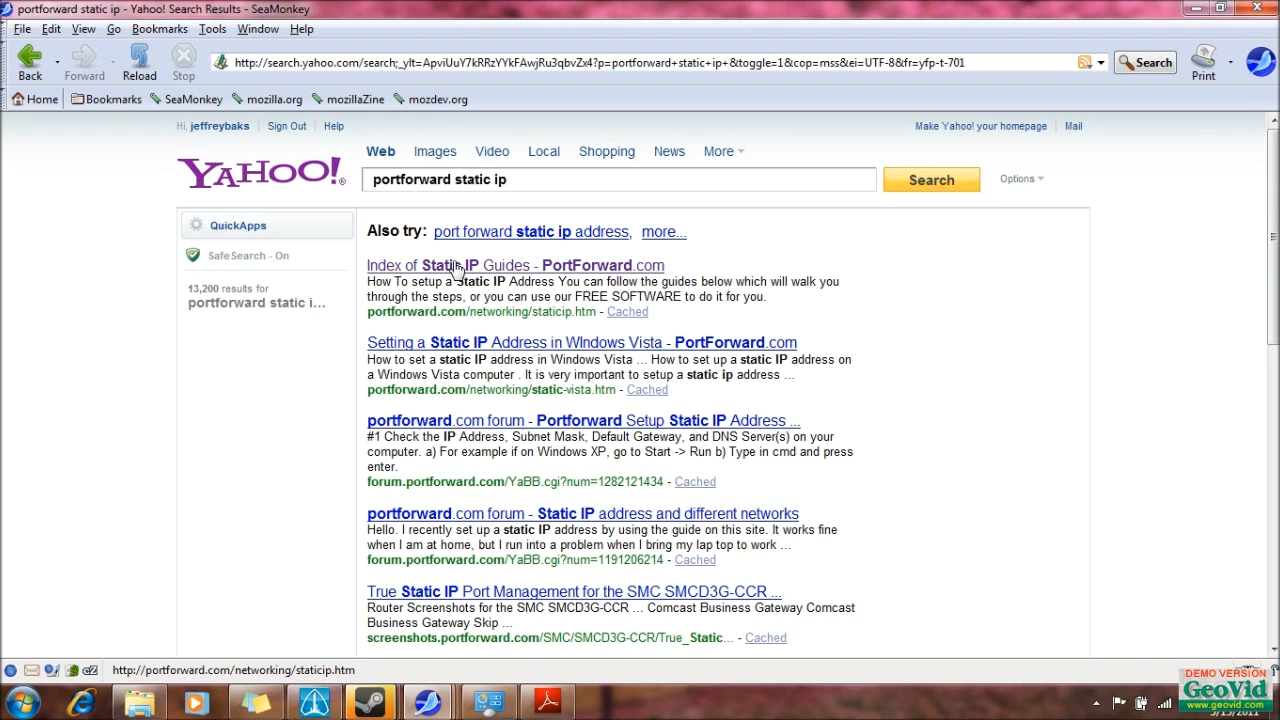 portforward static ip - Yahoo! Search Results - SeaMonkey
File Edit View Go Bookmarks Tools Window Help
Back Forward Reload Stop http://search.yahoo.com/search;_ylt=ApviUuY7kRRzYYkFAwjRu3qbvZx4?p=portforward+static+ip+&toggle=1&cop=mss&ei=UTF-8&fr=yfp-t-701 Search Print
Home Bookmarks SeaMonkey mozilla.org mozillaZine mozdev.org
Hi, jeffreybaks Sign Out Help Make Yahoo! your homepage Mail
Web Images Video Local Shopping News More
YAHOO!
portforward static ip Search Options
QuickApps
SafeSearch - On
13,200 results for
portforward static i...
Also try: port forward static ip address, more...
Index of Static IP Guides - PortForward.com
How To setup a Static IP Address You can follow the guides below which will walk you
through the steps, or you can use our FREE SOFTWARE to do it for you.
portforward.com/networking/staticip.htm - Cached
Setting a Static IP Address in WIndows Vista - PortForward.com
How to set a static IP address in Windows Vista ... How to set up a static IP address on
a Windows Vista computer . It is very important to setup a static ip address ...
portforward.com/networking/static-vista.htm - Cached
portforward.com forum - Portforward Setup Static IP Address ...
#1 Check the IP Address, Subnet Mask, Default Gateway, and DNS Server(s) on your
computer. a) For example if on Windows XP, go to Start -> Run b) Type in cmd and press
enter.
forum.portforward.com/YaBB.cgi?num=1282121434 - Cached
portforward.com forum - Static IP address and different networks
Hello. I recently set up a static IP address by using the guide on this site. It works fine
when I am at home, but I run into a problem when I bring my lap top to work ...
forum.portforward.com/YaBB.cgi?num=1191206214 - Cached
True Static IP Port Management for the SMC SMCD3G-CCR ...
Router Screenshots for the SMC SMCD3G-CCR ... Comcast Business Gateway Comcast
Business Gateway Skip ...
screenshots.portforward.com/SMC/SMCD3G-CCR/True_Static... - Cached
http://portforward.com/networking/staticip.htm
DEMO VERSION
GeoVid
www.geovid.com